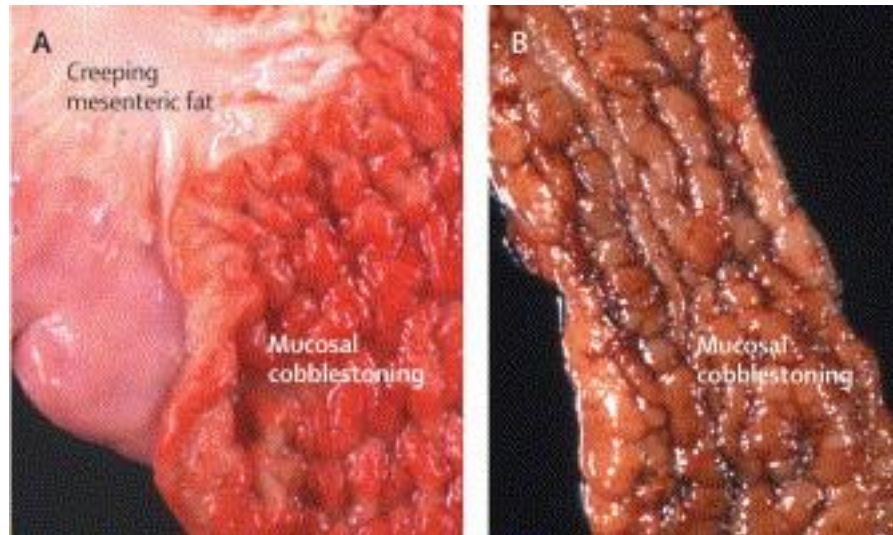 A
Creeping
mesenteric fat
Mucosal
cobblestoning
B
Mucosal
cobblestoning